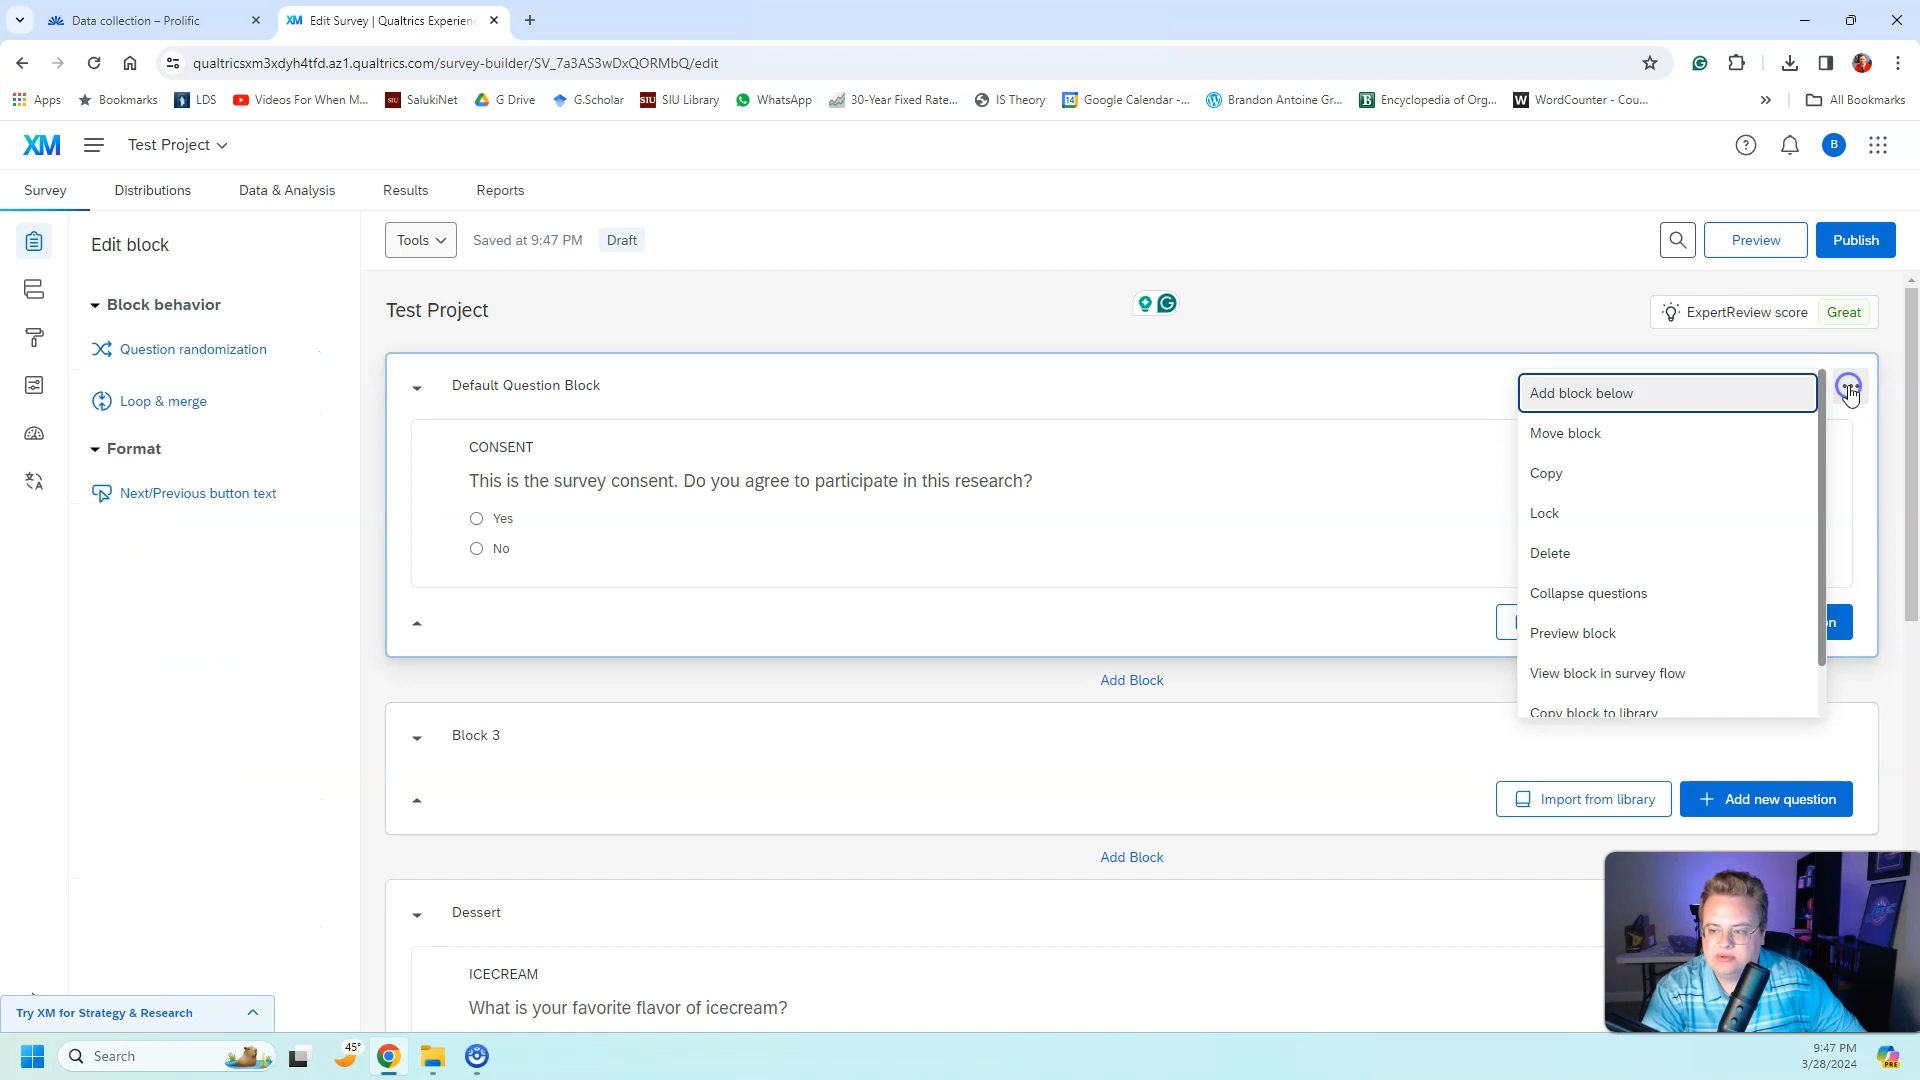 Data collection – Prolific
XM Edit Survey | Qualtrics Experien
qualtricsxm3xdyh4tfd.az1.qualtrics.com/survey-builder/SV_7a3AS3wDxQORMbQ/edit
Apps Bookmarks LDS Videos For When M... SIU SalukiNet G Drive G.Scholar SIU SIU Library WhatsApp 30-Year Fixed Rate... IS Theory 14 Google Calendar -... Brandon Antoine Gr... B Encyclopedia of Org... W WordCounter - Cou... » All Bookmarks
XM Test Project B
Survey Distributions Data & Analysis Results Reports
Edit block
Tools Saved at 9:47 PM Draft Preview Publish
Block behavior
Question randomization
Loop & merge
Format
Next/Previous button text
Test Project
ExpertReview score Great
Default Question Block
CONSENT
This is the survey consent. Do you agree to participate in this research?
Yes
No
Add block below
Move block
Copy
Lock
Delete
Collapse questions
Preview block
View block in survey flow
Copy block to library
on
Add Block
Block 3
Import from library + Add new question
Add Block
Dessert
ICECREAM
What is your favorite flavor of icecream?
Try XM for Strategy & Research
Search 45° PRE
9:47 PM
3/28/2024